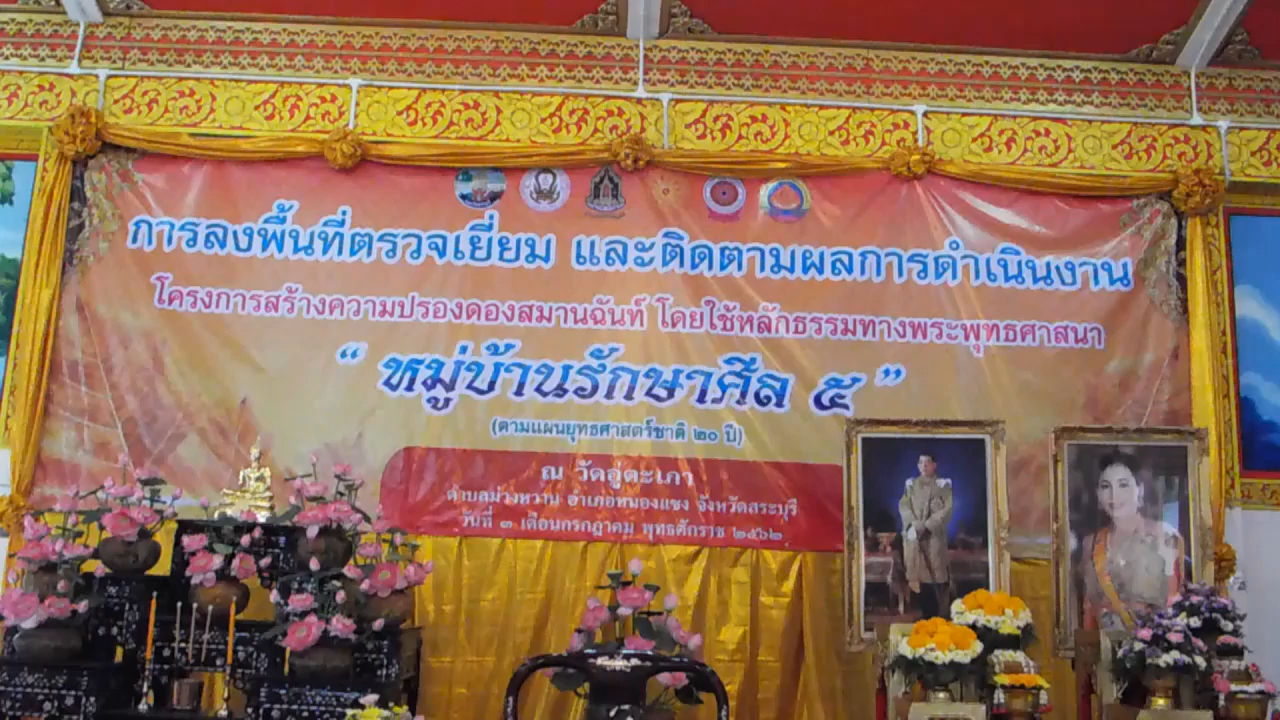 การลงพื้นที่ตรวจเยี่ยม และติดตามผลการดำเนินงาน
โครงการสร้างความปรองดองสมานฉันท์ โดยใช้หลักธรรมทางพระพุทธศาสนา
“ หมู่บ้านรักษาศีล ๕ ”
(ตามแผนยุทธศาสตร์ชาติ ๒๐ ปี)
ณ วัดอู่ตะเภา
ตำบลม่วงหวาน อำเภอหนองแซง จังหวัดสระบุรี
วันที่ ๓ เดือนกรกฎาคม พุทธศักราช ๒๕๖๒